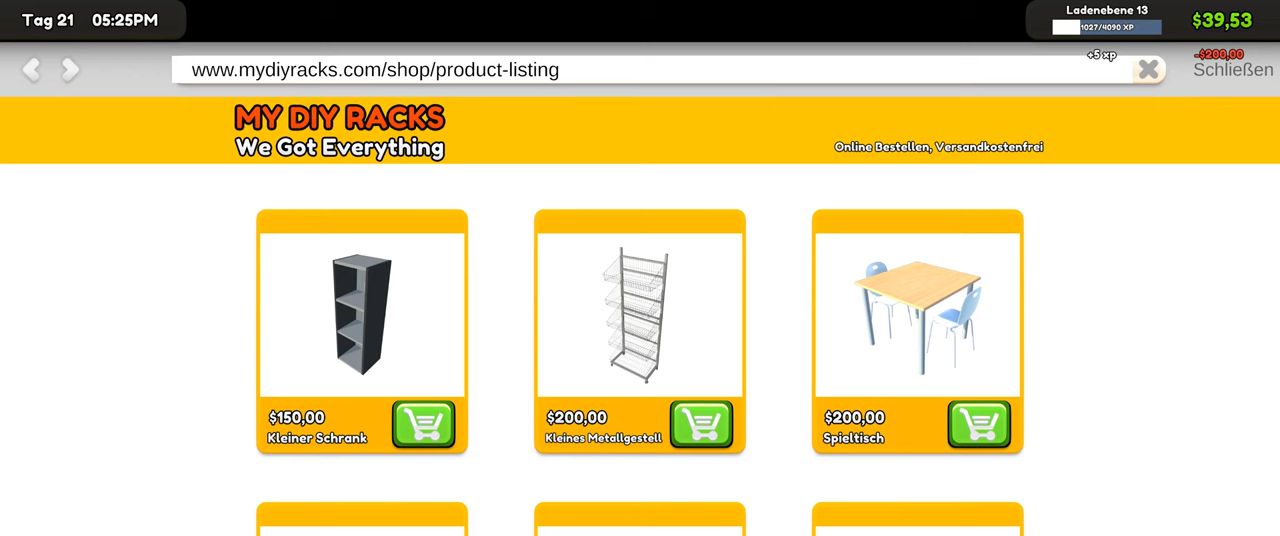 Tag 21 05:25PM
Ladenebene 13
1027/4090 XP
$39,53
+5 xp
-$200,00
www.mydiyracks.com/shop/product-listing
Schließen
MY DIY RACKS
We Got Everything
Online Bestellen, Versandkostenfrei
$150,00
Kleiner Schrank
$200,00
Kleines Metallgestell
$200,00
Spieltisch